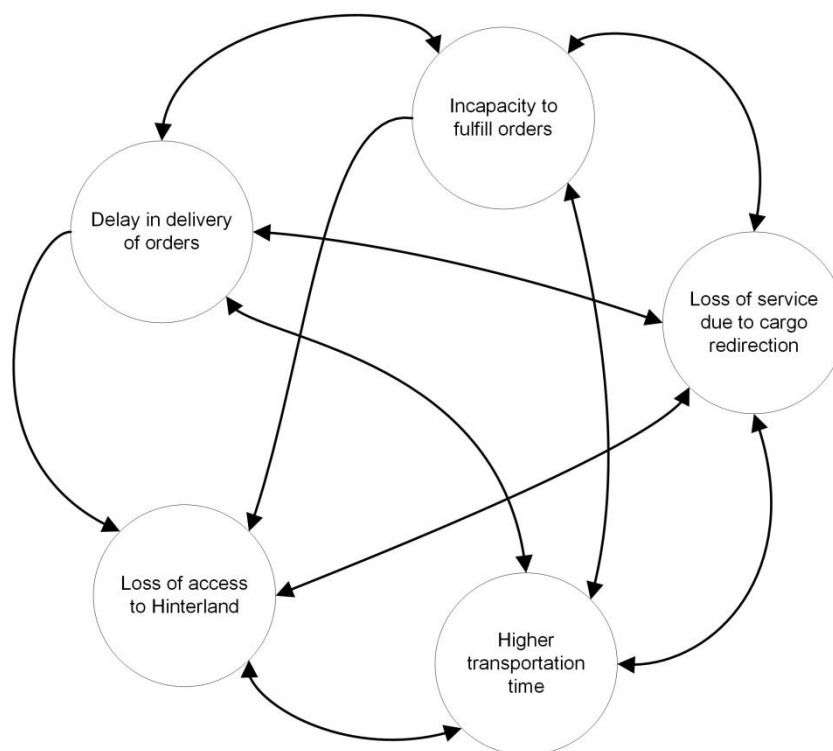 Incapacity to
fulfill orders
Delay in delivery
of orders
Loss of service
due to cargo
redirection
Loss of access
to Hinterland
Higher
transportation
time